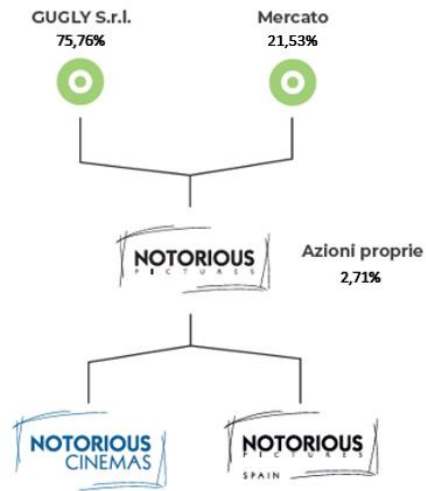 GUGLY S.r.l.
75,76%
Mercato
21,53%
NOTORIOUS
PICTURES
Azioni proprie
2,71%
NOTORIOUS
CINEMAS
NOTORIOUS
PICTURES
SPAIN